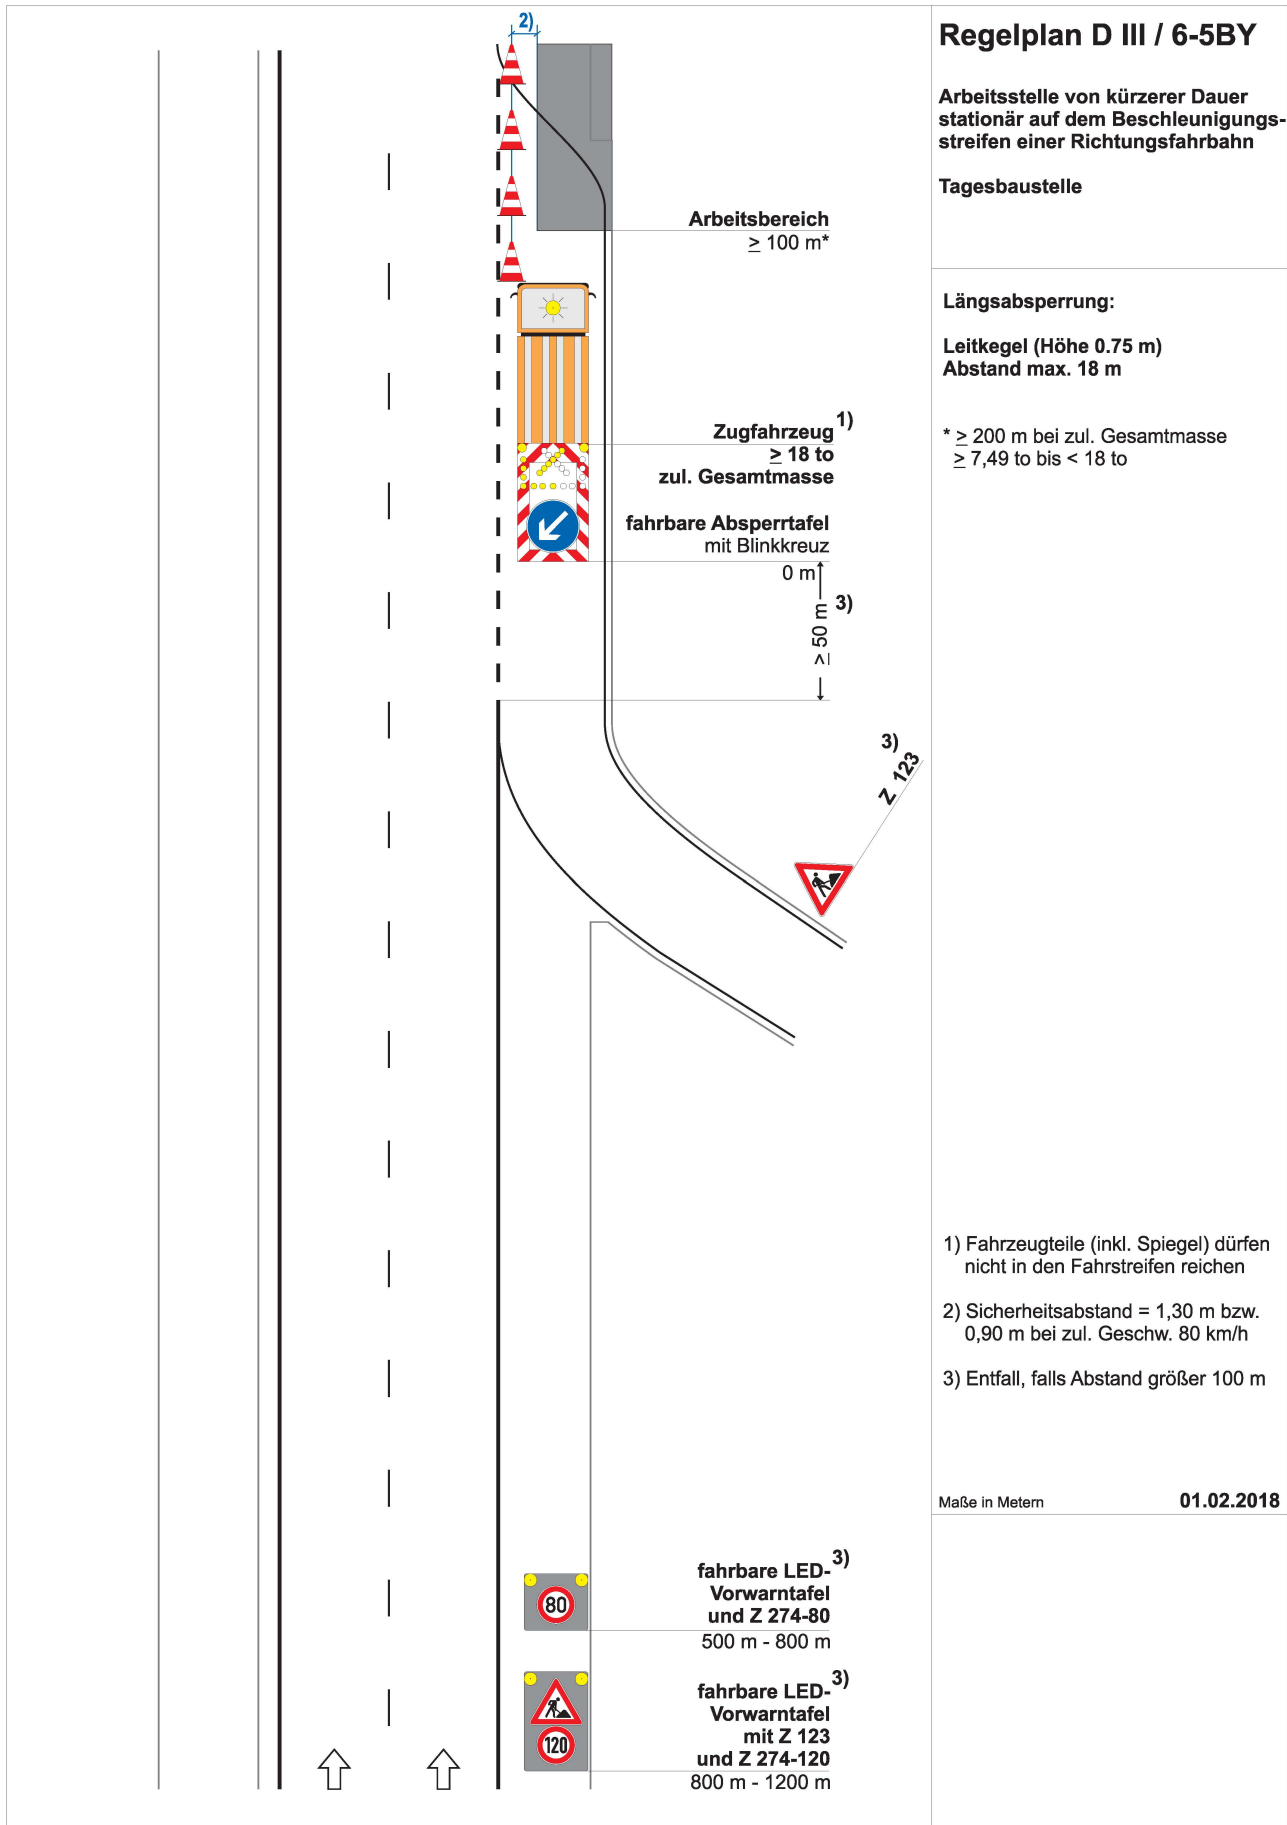 2)
Regelplan D III / 6-5BY
Arbeitsstelle von kürzerer Dauer
stationär auf dem Beschleunigungs-
streifen einer Richtungsfahrbahn
Tagesbaustelle
Arbeitsbereich
≥ 100 m*
Längsabsperrung:
Leitkegel (Höhe 0.75 m)
Abstand max. 18 m
* ≥ 200 m bei zul. Gesamtmasse
≥ 7,49 to bis < 18 to
Zugfahrzeug 1)
≥ 18 to
zul. Gesamtmasse
fahrbare Absperrtafel
mit Blinkkreuz
0 m
≥ 50 m 3)
3)
Z 123
1) Fahrzeugteile (inkl. Spiegel) dürfen
nicht in den Fahrstreifen reichen
2) Sicherheitsabstand = 1,30 m bzw.
0,90 m bei zul. Geschw. 80 km/h
3) Entfall, falls Abstand größer 100 m
Maße in Metern
01.02.2018
80
fahrbare LED- 3)
Vorwarntafel
und Z 274-80
500 m - 800 m
120
fahrbare LED- 3)
Vorwarntafel
mit Z 123
und Z 274-120
800 m - 1200 m